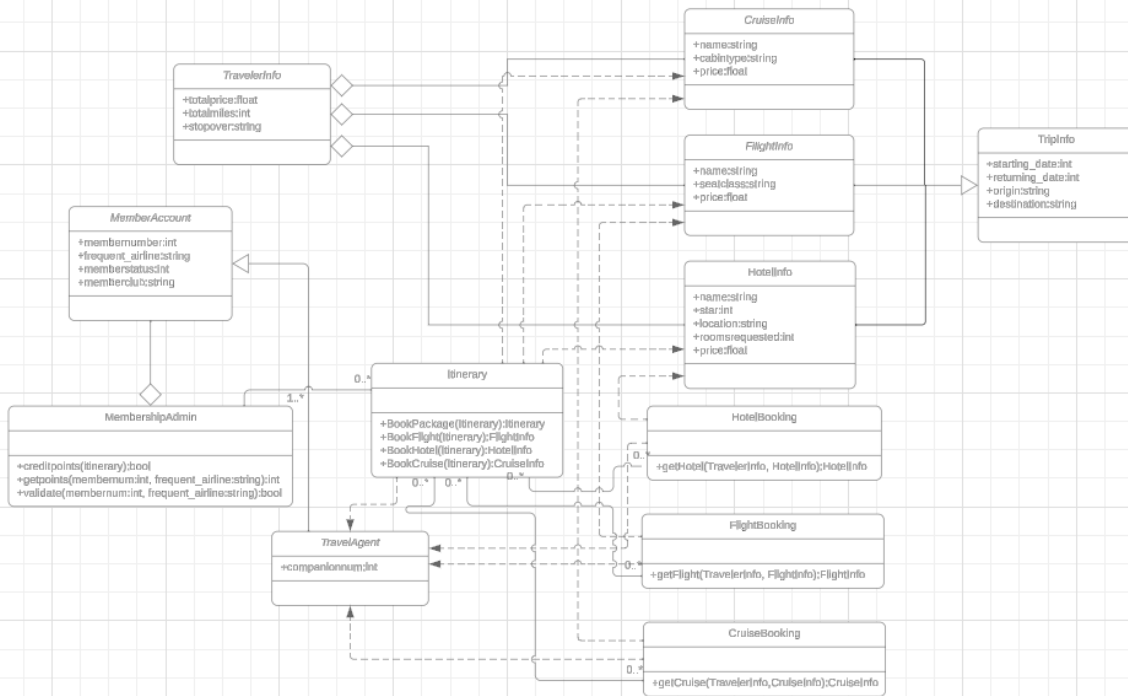 CruiseInfo
+name:string
+cabintype:string
+price:float
TravelerInfo
+totalprice:float
+totalmiles:int
+stopover:string
FilightInfo
+name:string
+seatclass:string
+price:float
TripInfo
+starting_date:int
+returning_date:int
+origin:string
+destination:string
MemberAccount
+membernumber:int
+frequent_airline:string
+memberstatus:int
+memberclub:string
HotelInfo
+name:string
+star:int
+location:string
+roomsrequested:int
+price:float
0..*
1..*
Itinerary
+BookPackage(Itinerary):Itinerary
+BookFlight(Itinerary):FlightInfo
+BookHotel(Itinerary):HotelInfo
+BookCruise(Itinerary):CruiseInfo
0..*
0..*
0..*
MembershipAdmin
+creditpoints(Itinerary):bool
+getpoints(membernum:int, frequent_airline:string):int
+validate(membernum:int, frequent_airline:string):bool
HotelBooking
0..*
+getHotel(TravelerInfo, HotelInfo):HotelInfo
TravelAgent
+companionnum:int
FlightBooking
0..*
+getFlight(TravelerInfo, FlightInfo):FlightInfo
CruiseBooking
0..*
+getCruise(TravelerInfo,CruiseInfo):CruiseInfo